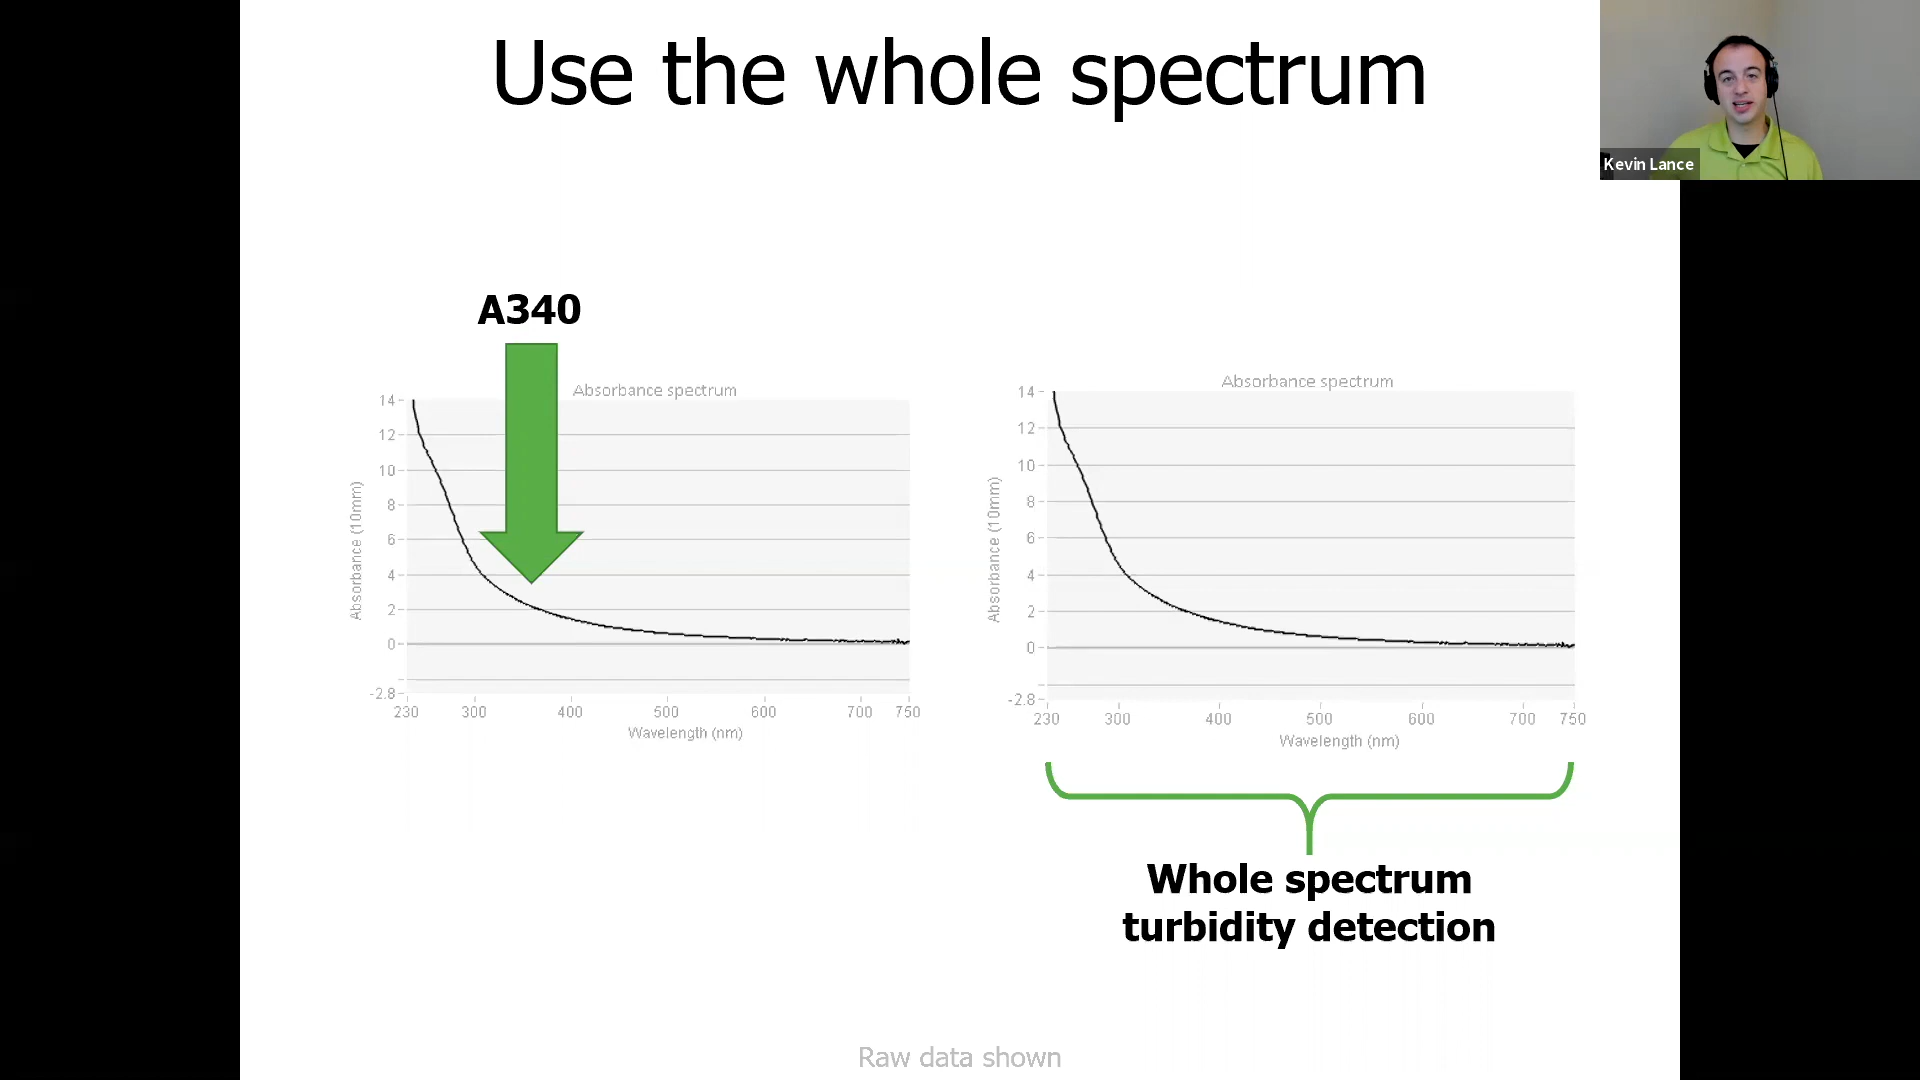 Use the whole spectrum
Kevin Lance
A340
Absorbance spectrum
14
12
10
8
6
4
2
0
-2.8
Absorbance (10mm)
230 300 400 500 600 700 750
Wavelength (nm)
Absorbance spectrum
14
12
10
8
6
4
2
0
-2.8
Absorbance (10mm)
230 300 400 500 600 700 750
Wavelength (nm)
Whole spectrum
turbidity detection
Raw data shown